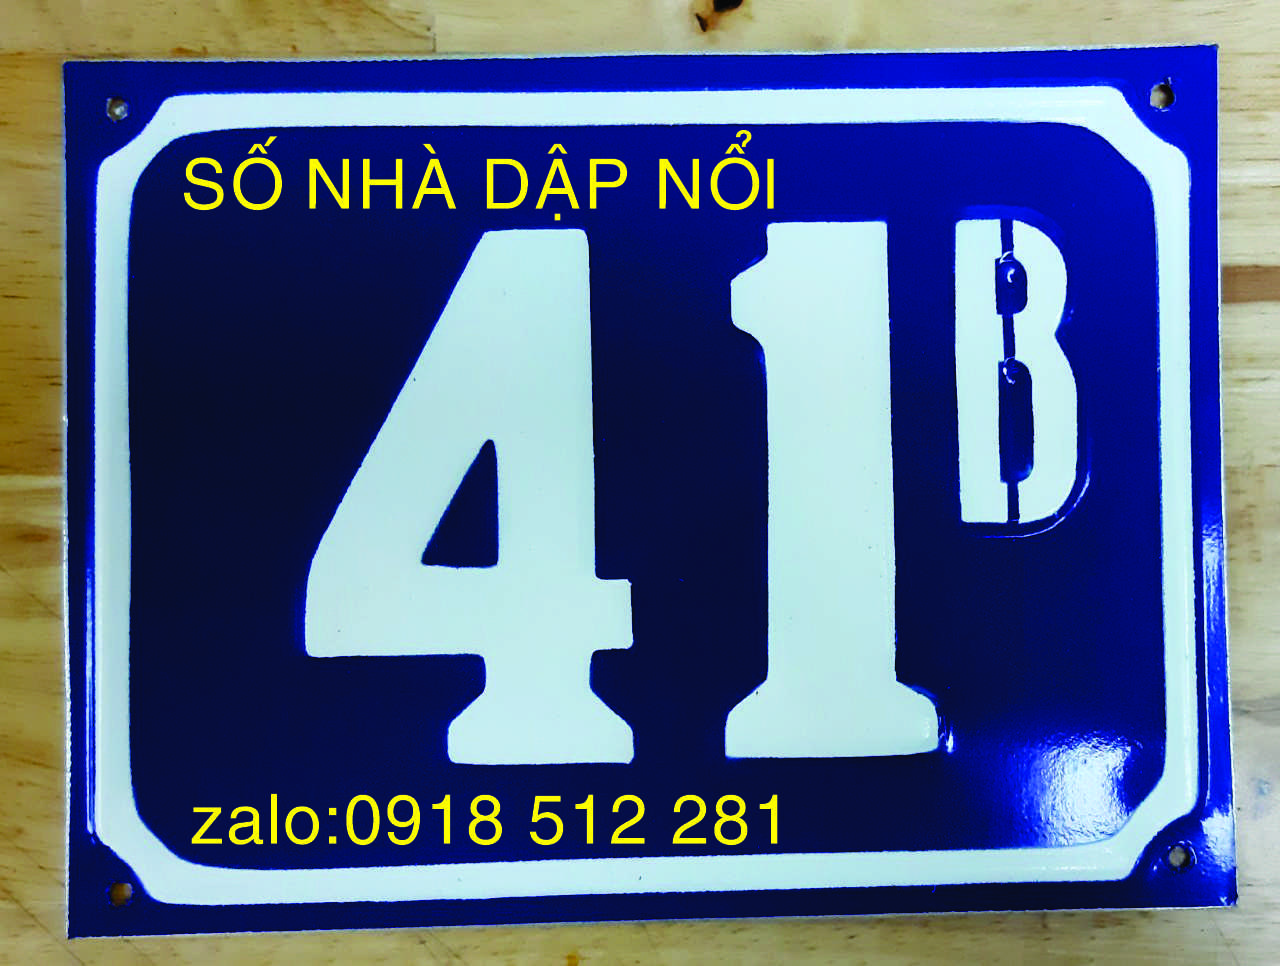 SỐ NHÀ DẬP NỔI
41B
zalo:0918 512 281